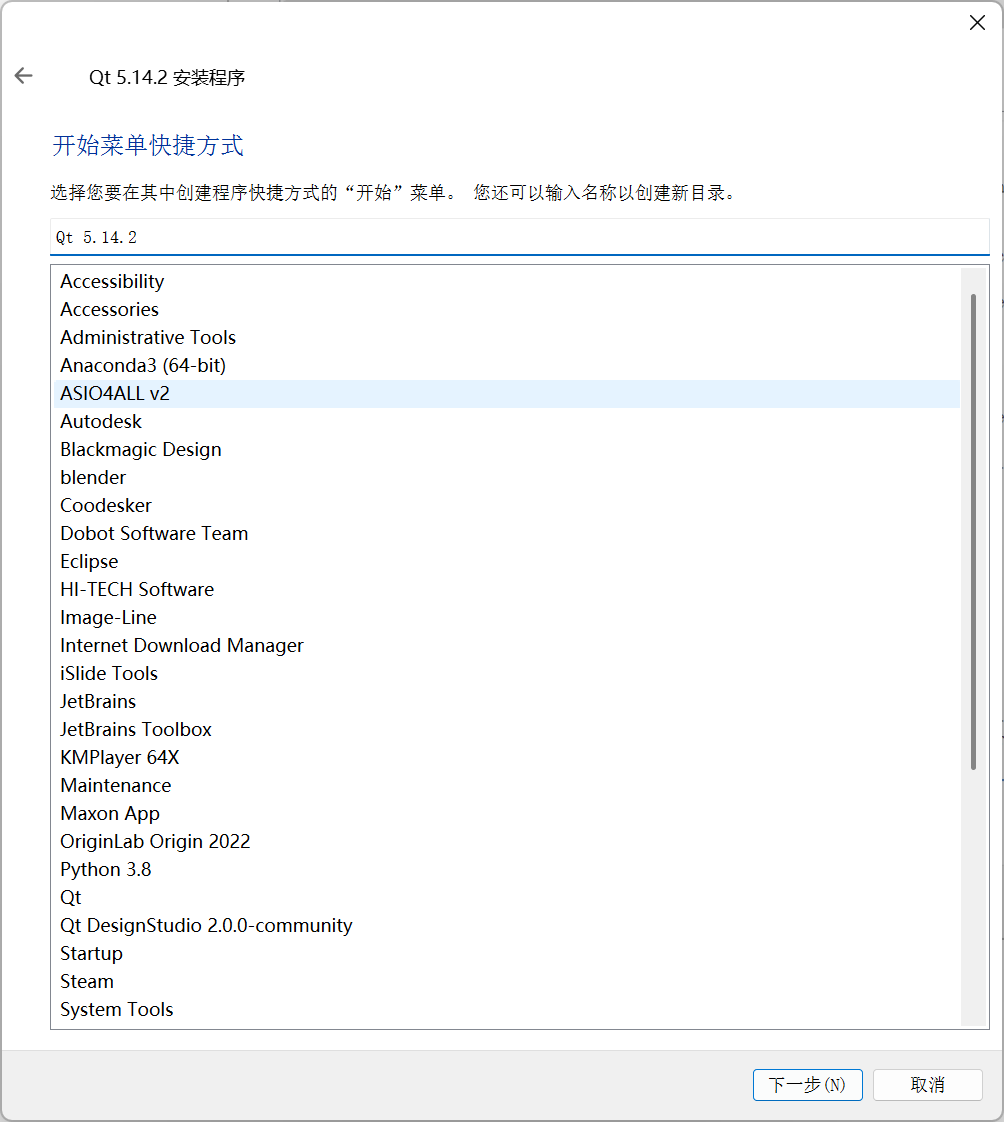 Qt 5.14.2 安装程序
开始菜单快捷方式
选择您要在其中创建程序快捷方式的“开始”菜单。 您还可以输入名称以创建新目录。
Qt 5.14.2
Accessibility
Accessories
Administrative Tools
Anaconda3 (64-bit)
ASIO4ALL v2
Autodesk
Blackmagic Design
blender
Coodesker
Dobot Software Team
Eclipse
HI-TECH Software
Image-Line
Internet Download Manager
iSlide Tools
JetBrains
JetBrains Toolbox
KMPlayer 64X
Maintenance
Maxon App
OriginLab Origin 2022
Python 3.8
Qt
Qt DesignStudio 2.0.0-community
Startup
Steam
System Tools
下一步(N) 取消